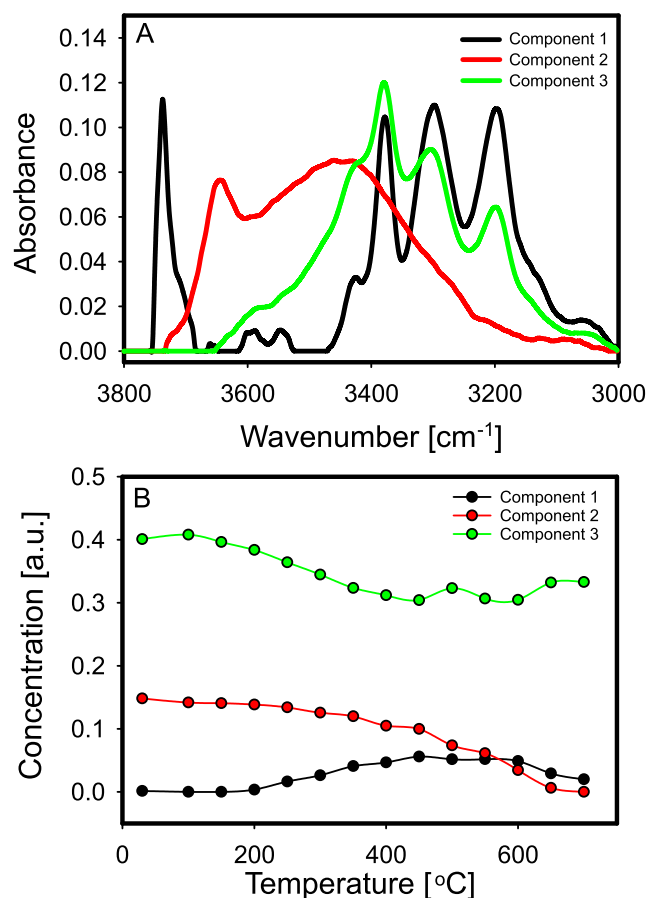 A
Component 1
Component 2
Component 3
0.14
0.12
0.10
0.08
0.06
0.04
0.02
0.00
Absorbance
3800 3600 3400 3200 3000
Wavenumber [cm-1]
B
Component 1
Component 2
Component 3
0.5
0.4
0.3
0.2
0.1
0.0
Concentration [a.u.]
0 200 400 600
Temperature [oC]